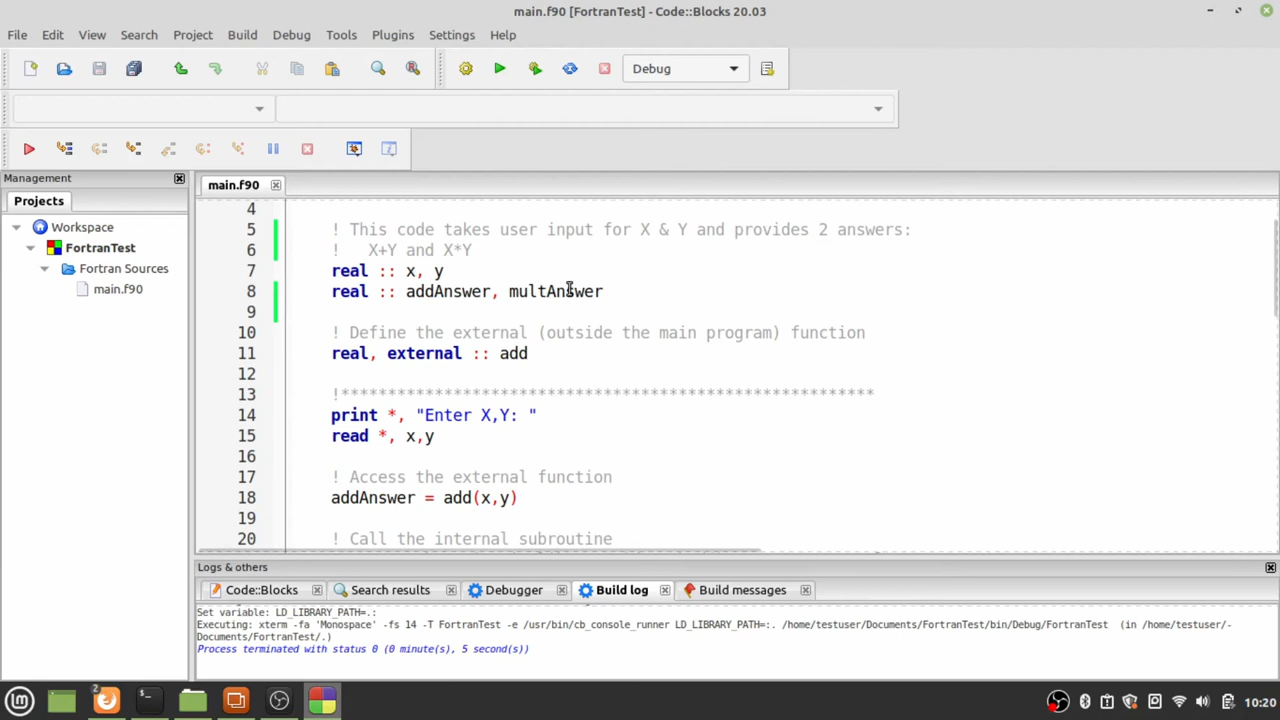 main.f90 [FortranTest] - Code::Blocks 20.03
File Edit View Search Project Build Debug Tools Plugins Settings Help
Debug
Management
main.f90
Projects
Workspace
FortranTest
Fortran Sources
main.f90
4
5 ! This code takes user input for X & Y and provides 2 answers:
6 !   X+Y and X*Y
7 real :: x, y
8 real :: addAnswer, multAnswer
9
10 ! Define the external (outside the main program) function
11 real, external :: add
12
13 !*********************************************************
14 print *, "Enter X,Y: "
15 read *, x,y
16
17 ! Access the external function
18 addAnswer = add(x,y)
19
20 ! Call the internal subroutine
Logs & others
Code::Blocks Search results Debugger Build log Build messages
Set variable: LD_LIBRARY_PATH=.:
Executing: xterm -fa 'Monospace' -fs 14 -T FortranTest -e /usr/bin/cb_console_runner LD_LIBRARY_PATH=:. /home/testuser/Documents/FortranTest/bin/Debug/FortranTest  (in /home/testuser/-
Documents/FortranTest/.)
Process terminated with status 0 (0 minute(s), 5 second(s))
2
10:20